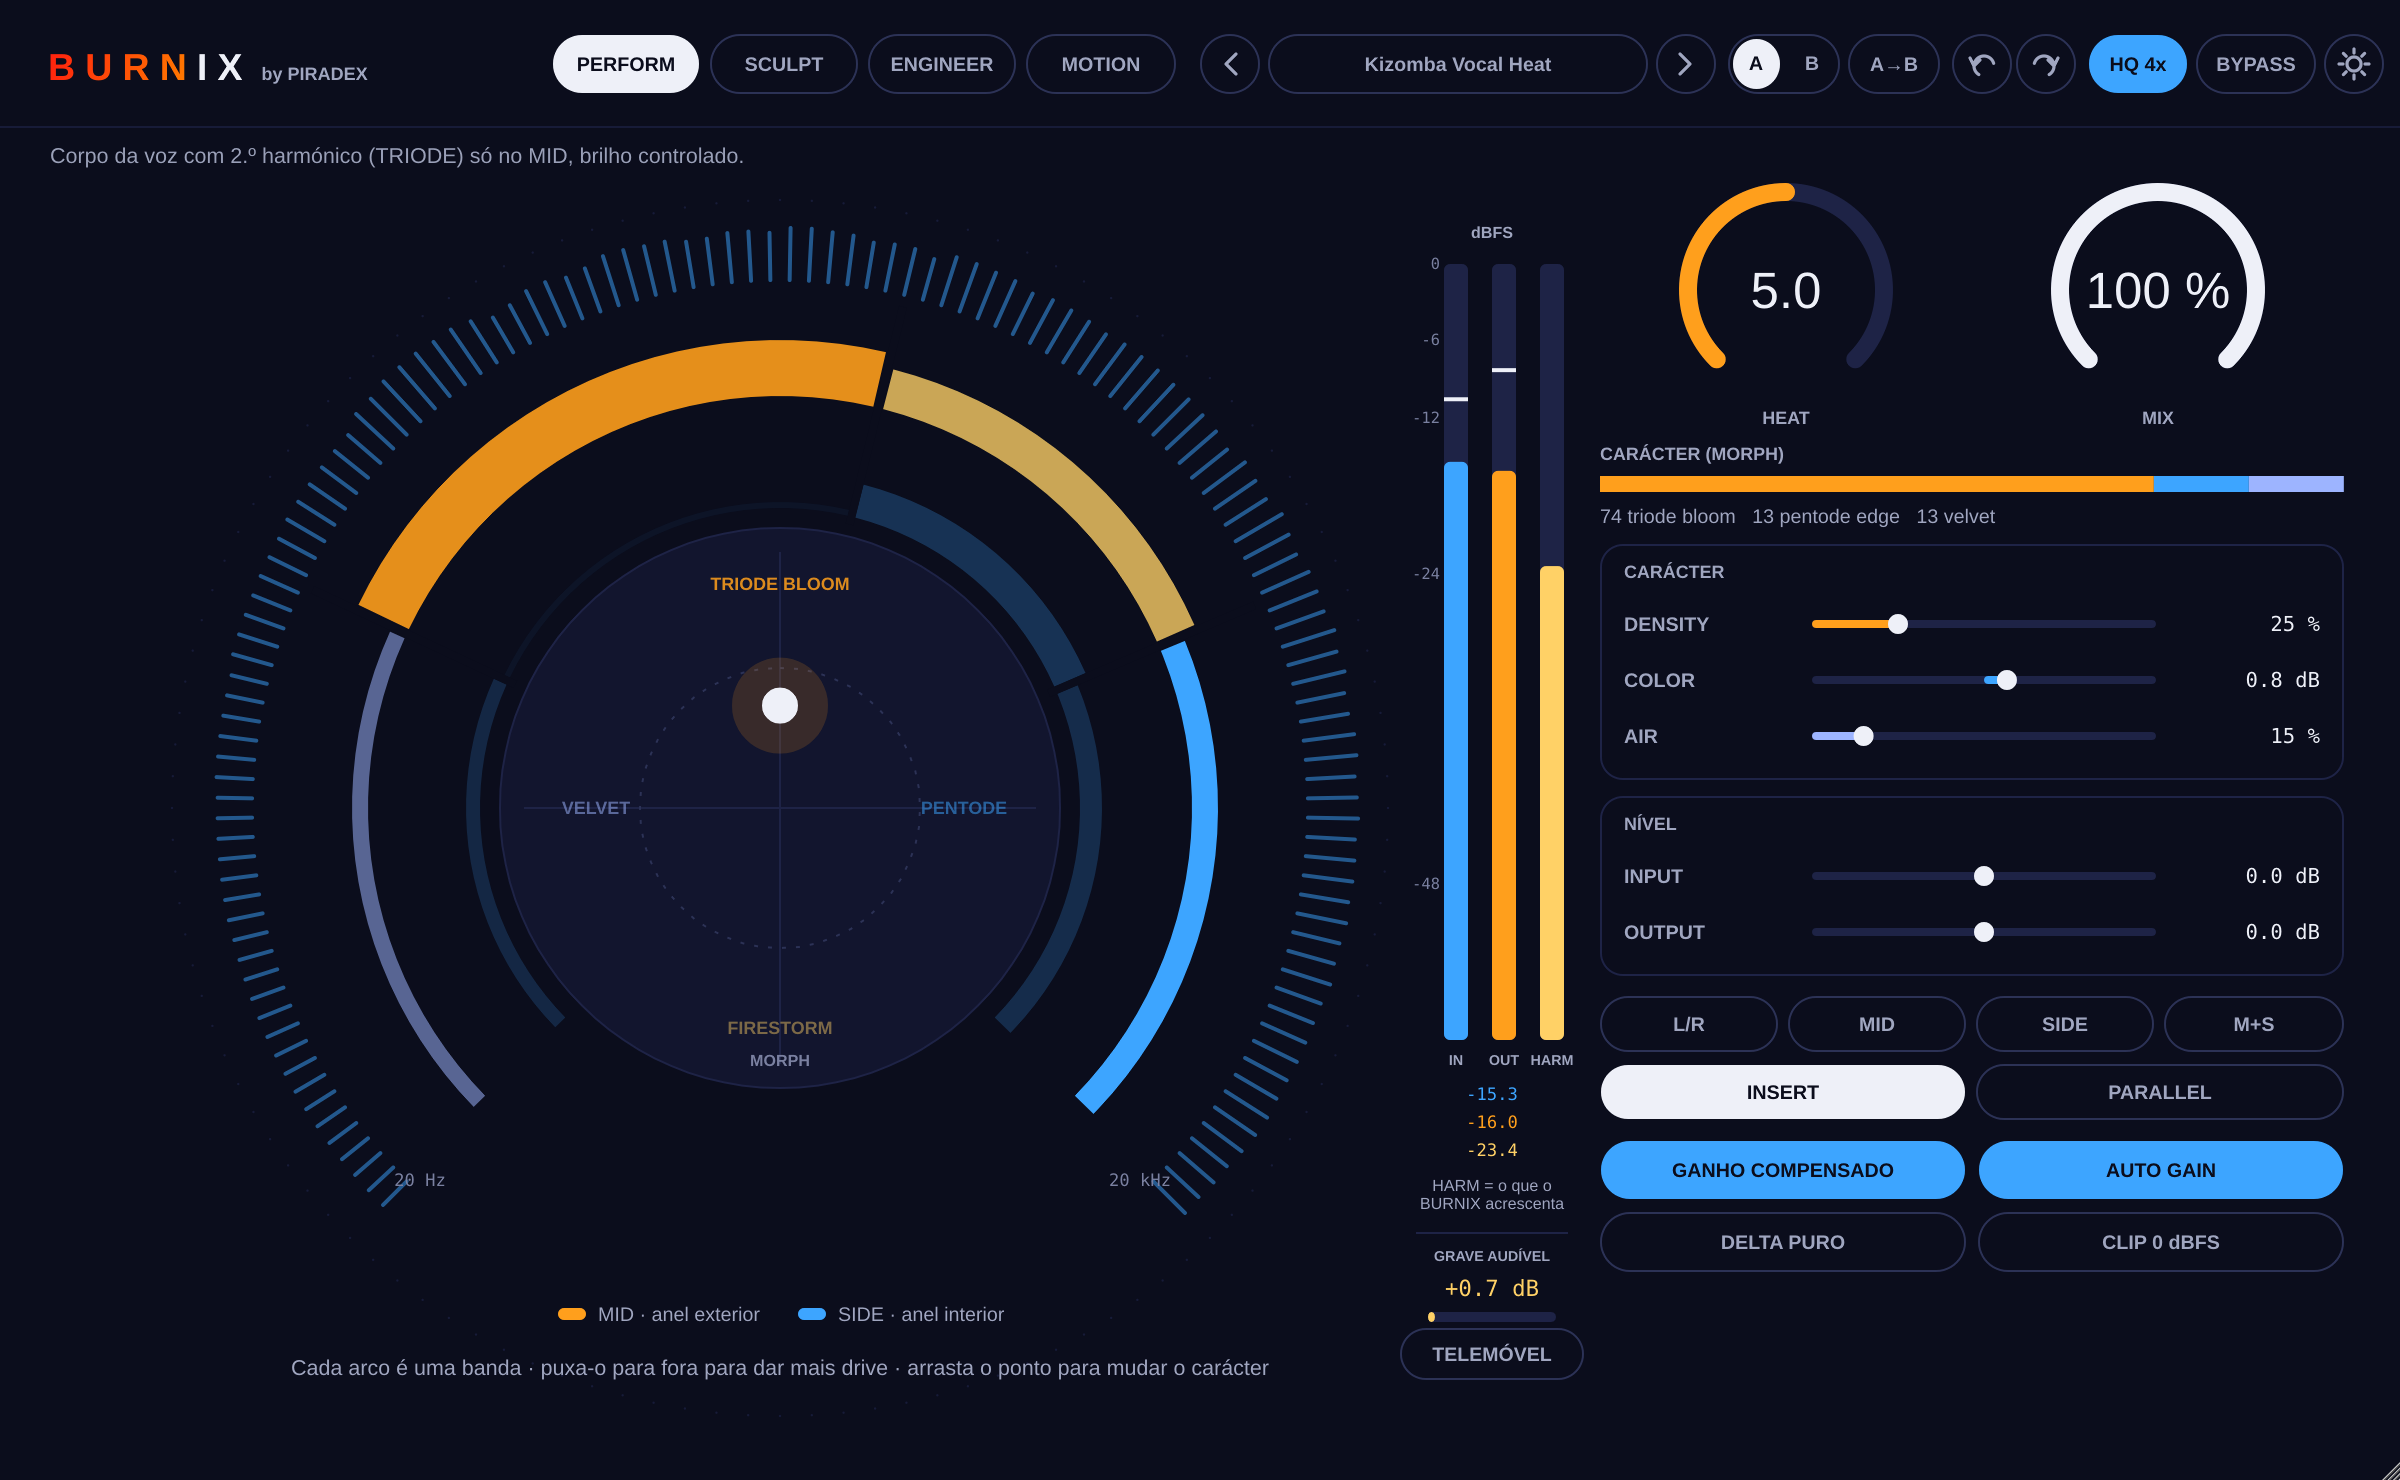 BURNIX by PIRADEX
PERFORM
SCULPT
ENGINEER
MOTION
Kizomba Vocal Heat
A
B
A→B
HQ 4x
BYPASS
Corpo da voz com 2.º harmónico (TRIODE) só no MID, brilho controlado.
TRIODE BLOOM
VELVET
PENTODE
FIRESTORM
MORPH
20 Hz
20 kHz
MID · anel exterior
SIDE · anel interior
Cada arco é uma banda · puxa-o para fora para dar mais drive · arrasta o ponto para mudar o carácter
dBFS
0
-6
-12
-24
-48
IN
OUT
HARM
-15.3
-16.0
-23.4
HARM = o que o
BURNIX acrescenta
GRAVE AUDÍVEL
+0.7 dB
TELEMÓVEL
5.0
HEAT
100 %
MIX
CARÁCTER (MORPH)
74 triode bloom 13 pentode edge 13 velvet
CARÁCTER
DENSITY 25 %
COLOR 0.8 dB
AIR 15 %
NÍVEL
INPUT 0.0 dB
OUTPUT 0.0 dB
L/R
MID
SIDE
M+S
INSERT
PARALLEL
GANHO COMPENSADO
AUTO GAIN
DELTA PURO
CLIP 0 dBFS